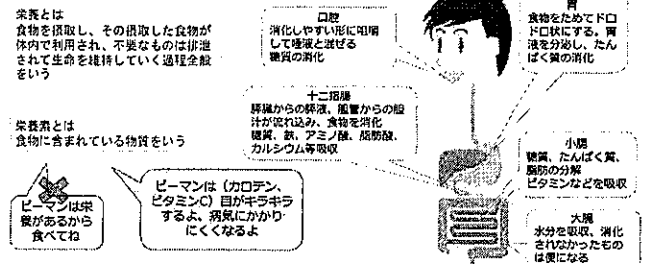 栄養とは
食物を摂取し、その摂取した食物が
体内で利用され、不要なものは排泄
されて生命を維持していく過程全般
をいう
口腔
消化しやすい形に咀嚼
して唾液と混ぜる
糖質の消化
胃
食物をためてドロ
ドロ状にする。胃
液を分泌し、たん
ぱく質の消化
十二指腸
膵臓からの膵液、胆管からの胆
汁が流れ込み、食物を消化
糖質、鉄、アミノ酸、脂肪酸、
カルシウム等吸収
栄養素とは
食物に含まれている物質をいう
小腸
糖質、たんぱく質、
脂肪の分解
ビタミンなどを吸収
ピーマンは栄
養があるから
食べてね
ピーマンは（カロテン、
ビタミンC）目がキラキラ
するよ、病気にかかり
にくくなるよ
大腸
水分を吸収、消化
されなかったもの
は便になる